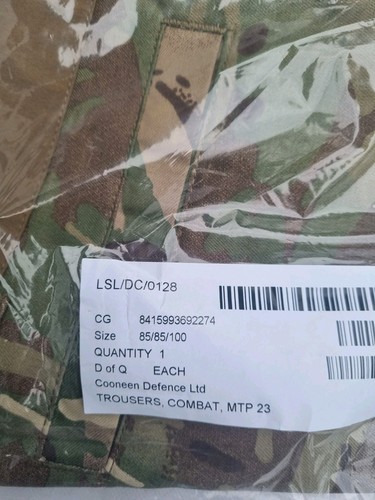 LSL/DC/0128
CG 8415993692274
Size 85/85/100
QUANTITY 1
D of Q EACH
Cooneen Defence Ltd
TROUSERS, COMBAT, MTP 23